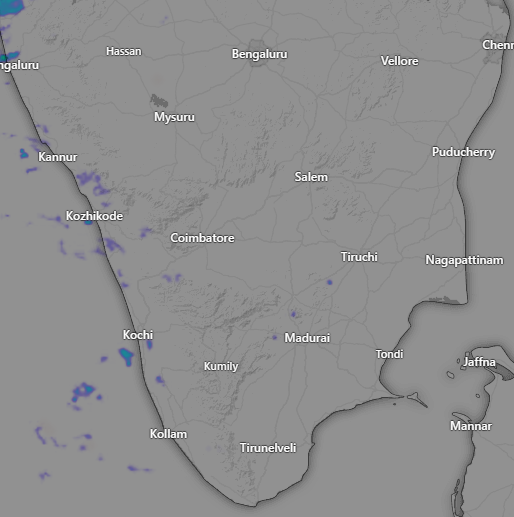 Hassan
Bengaluru
Chenn
ngaluru
Vellore
Mysuru
Kannur
Puducherry
Salem
Kozhikode
Coimbatore
Tiruchi
Nagapattinam
Kochi
Madurai
Tondi
Kumily
Jaffna
Mannar
Kollam
Tirunelveli